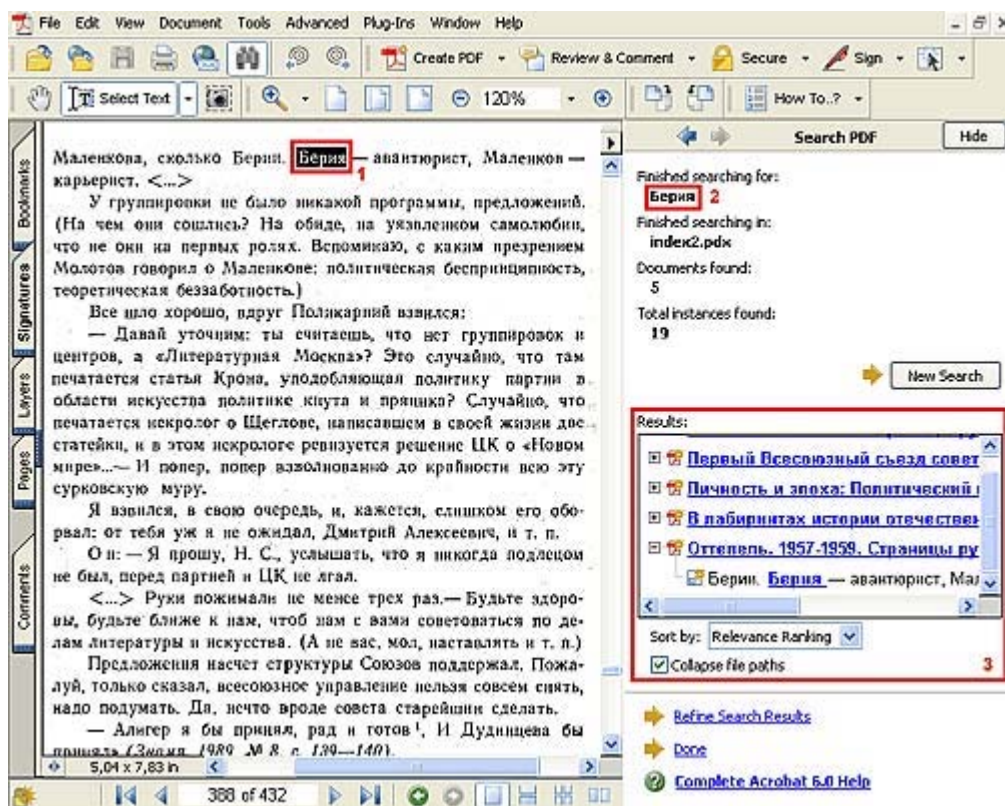 File Edit View Document Tools Advanced Plug-Ins Window Help
Create PDF Review & Comment Secure Sign
Select Text 120% How To..?
Bookmarks
Signatures
Layers
Pages
Comments
Маленкова, сколько Берии. Берия — авантюрист, Маленков —
1
карьерист. <...>
У группировки не было никакой программы, предложений.
(На чем они сошлись? На обиде, на уязвленном самолюбии,
что не они на первых ролях. Вспоминаю, с каким презрением
Молотов говорил о Маленкове: политическая беспринципность,
теоретическая беззаботность.)
Все шло хорошо, вдруг Поликарпий взвился:
— Давай уточним: ты считаешь, что нет группировок и
центров, а «Литературная Москва»? Это случайно, что там
печатается статья Крона, уподобляющая политику партии в
области искусства политике кнута и пряника? Случайно, что
печатается некролог о Щеглове, написавшем в своей жизни две
статейки, и в этом некрологе ревизуется решение ЦК о «Новом
мире»...— И попер, попер взволнованно до крайности всю эту
сурковскую муру.
Я взвился, в свою очередь, и, кажется, слишком его обо-
рвал: от тебя уж я не ожидал, Дмитрий Алексеевич, и т. п.
Он: — Я прошу, Н. С., услышать, что я никогда подлецом
не был, перед партией и ЦК не лгал.
<...> Руки пожимали не менее трех раз.— Будьте здоро-
вы, будьте ближе к нам, чтоб нам с вами советоваться по де-
лам литературы и искусства. (А не вас, мол, наставлять и т. п.)
Предложения насчет структуры Союзов поддержал. Пожа-
луй, только сказал, всесоюзное управление нельзя совсем снять,
надо подумать. Да, нечто вроде совета старейшин сделать.
— Алигер я бы принял, рад и готов¹, И Дудинцева бы
принял» (Знамя. 1989. № 8. с. 139—140).
5,04 x 7,83 in
388 of 432
Search PDF Hide
Finished searching for:
Берия 2
Finished searching in:
index2.pdx
Documents found:
5
Total instances found:
19
New Search
Results:
Первый Всесоюзный съезд совет
Личность и эпоха: Политический
В лабиринтах истории отечествен
Оттепель. 1957-1959. Страницы ру
Берии. Берия — авантюрист, Мал
Sort by: Relevance Ranking
Collapse file paths 3
Refine Search Results
Done
Complete Acrobat 6.0 Help